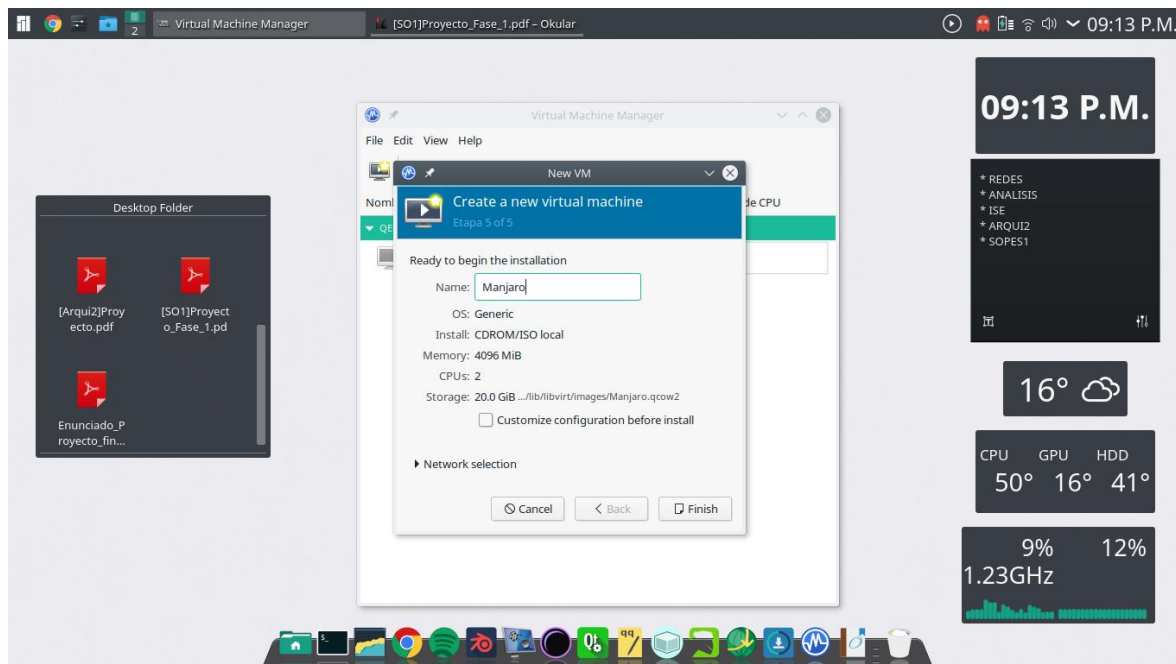 2
Virtual Machine Manager
[SO1]Proyecto_Fase_1.pdf – Okular
09:13 P.M.
Desktop Folder
[Arqui2]Proy
ecto.pdf
[SO1]Proyect
o_Fase_1.pd
Enunciado_P
royecto_fin...
Virtual Machine Manager
File Edit View Help
de CPU
New VM
Create a new virtual machine
Etapa 5 of 5
Ready to begin the installation
Name: Manjaro
OS: Generic
Install: CDROM/ISO local
Memory: 4096 MiB
CPUs: 2
Storage: 20.0 GiB .../lib/libvirt/images/Manjaro.qcow2
Customize configuration before install
Network selection
Cancel Back Finish
09:13 P.M.
* REDES
* ANALISIS
* ISE
* ARQUI2
* SOPES1
16°
CPU GPU HDD
50° 16° 41°
9% 12%
1.23GHz